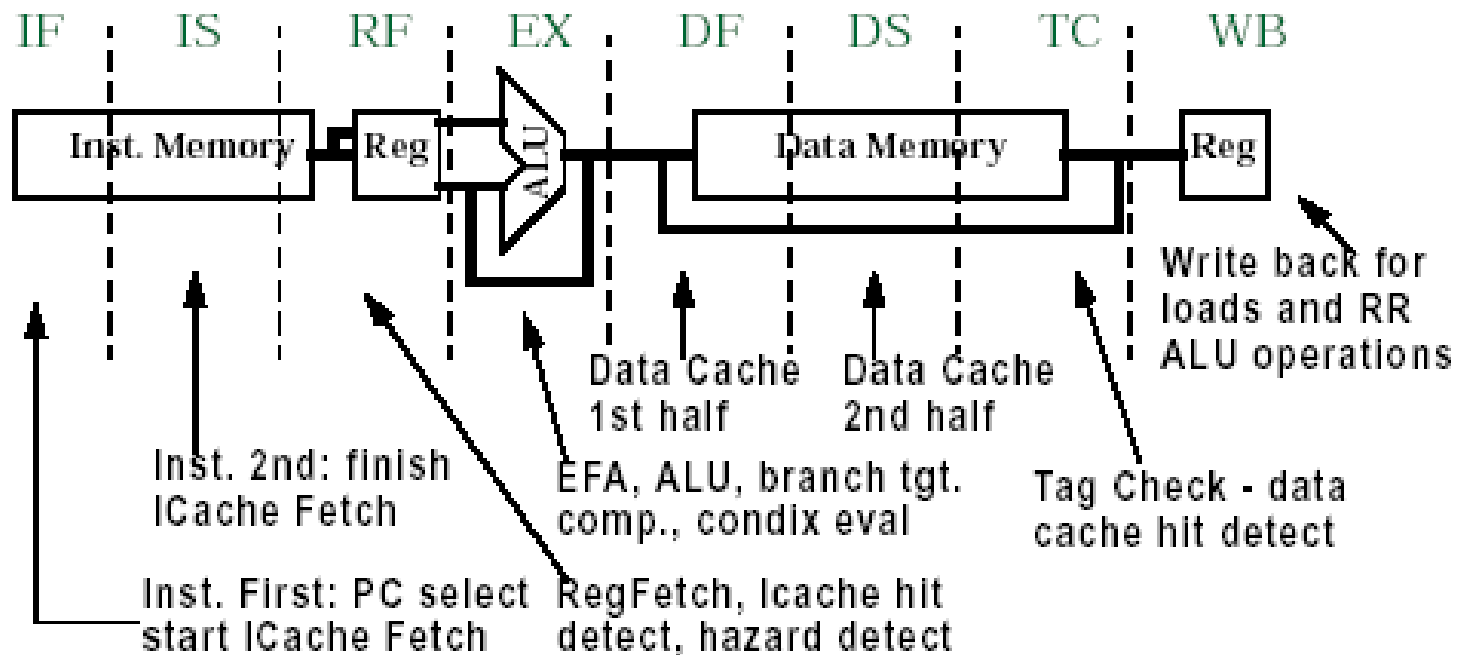 IF IS RF EX DF DS TC WB
Inst. Memory
Reg
ALU
Data Memory
Reg
Write back for
loads and RR
ALU operations
Data Cache
1st half
Data Cache
2nd half
Inst. 2nd: finish
ICache Fetch
EFA, ALU, branch tgt.
comp., condix eval
Tag Check - data
cache hit detect
Inst. First: PC select
start ICache Fetch
RegFetch, Icache hit
detect, hazard detect